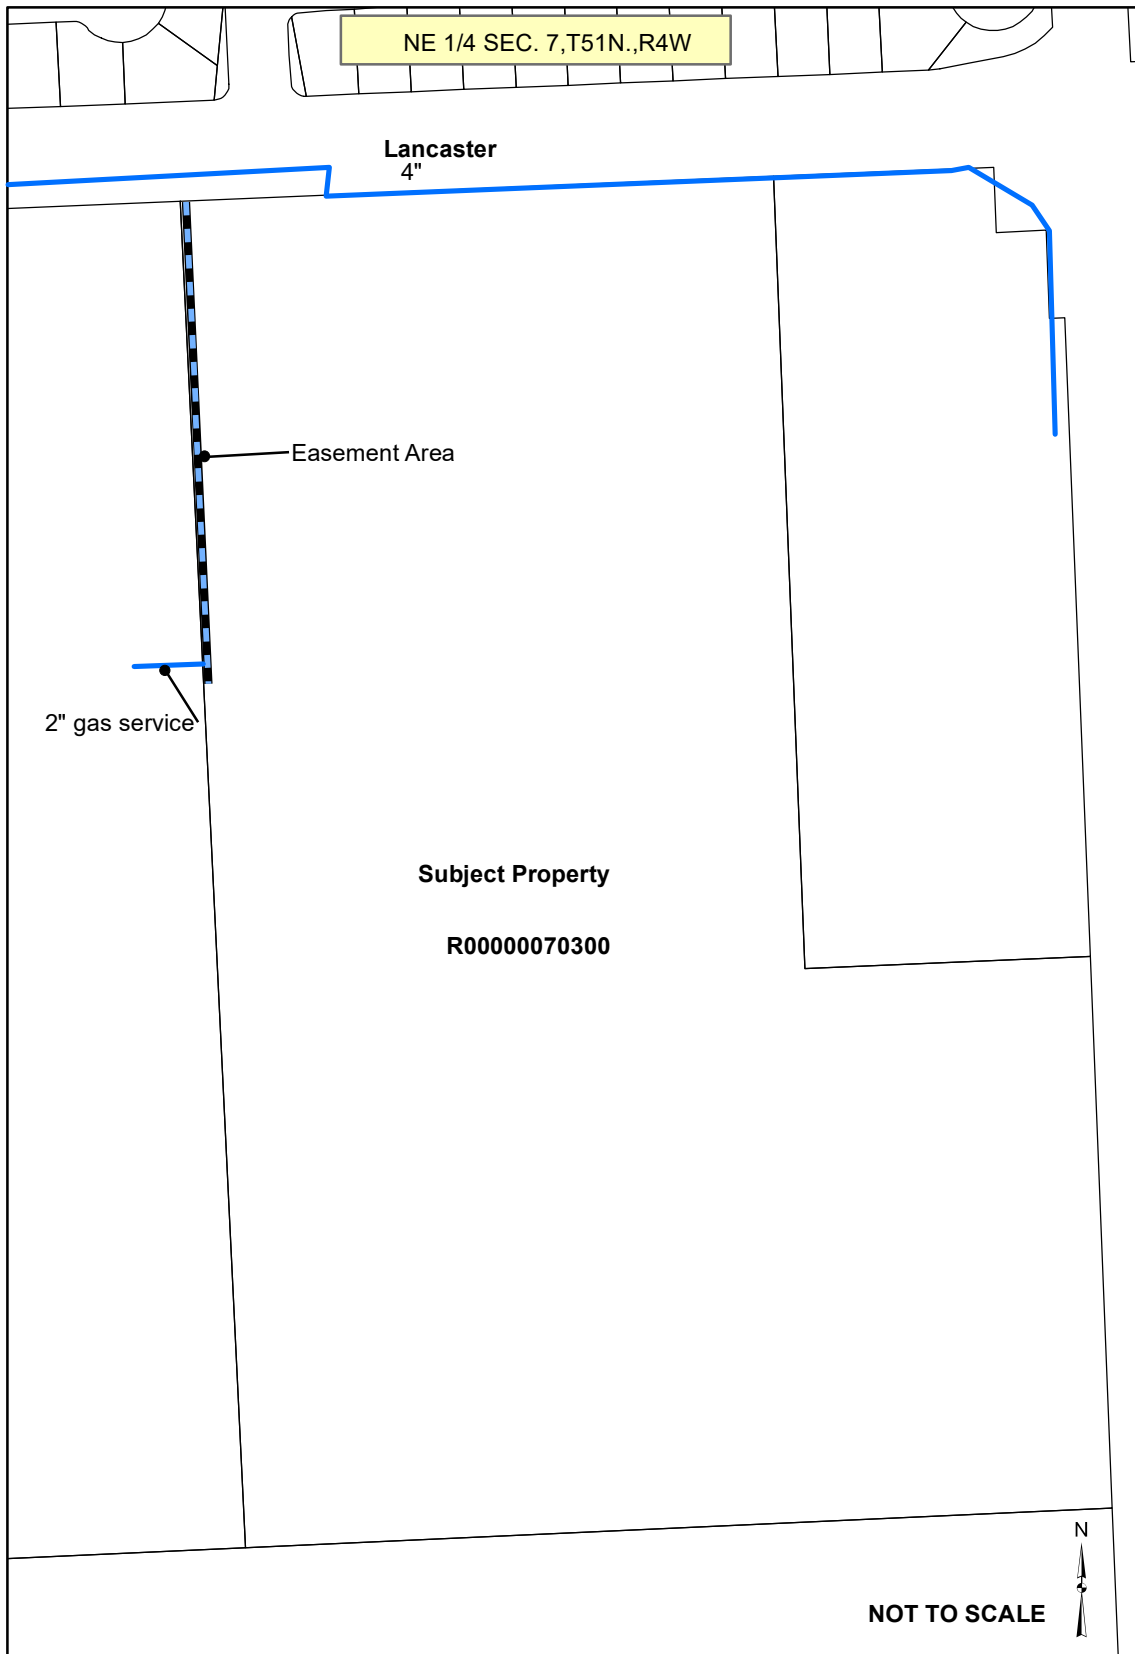 NE 1/4 SEC. 7,T51N.,R4W
Lancaster
4"
Easement Area
2" gas service
Subject Property
R00000070300
N
NOT TO SCALE